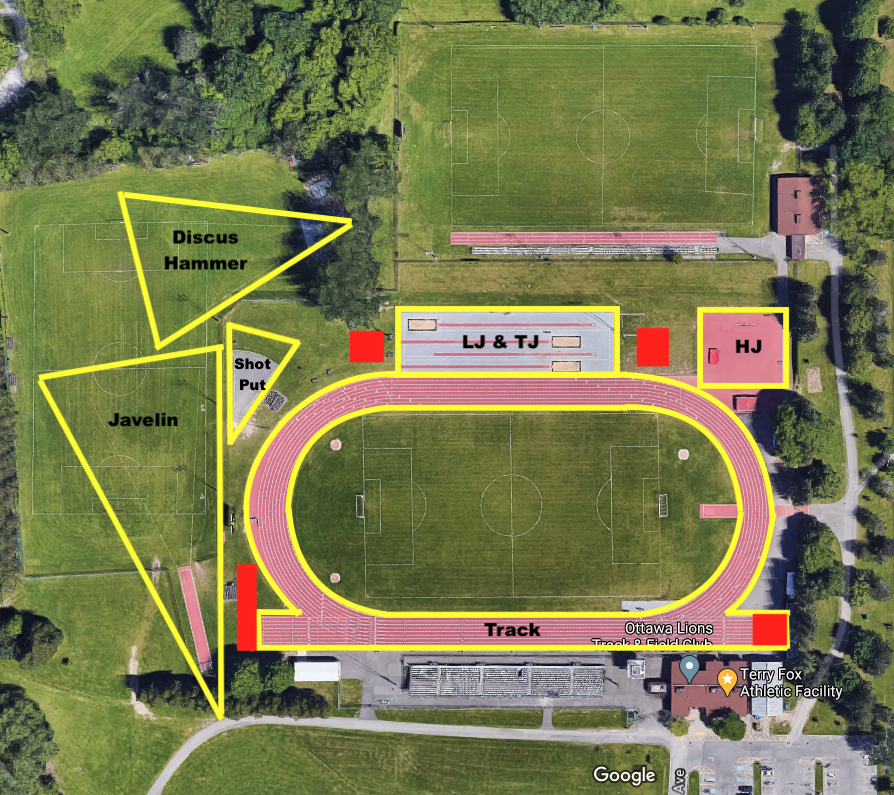 Discus
Hammer
LJ & TJ
HJ
Shot
Put
Javelin
Track
Ottawa Lions
Track & Field Club
Terry Fox
Athletic Facility
Google
Ave